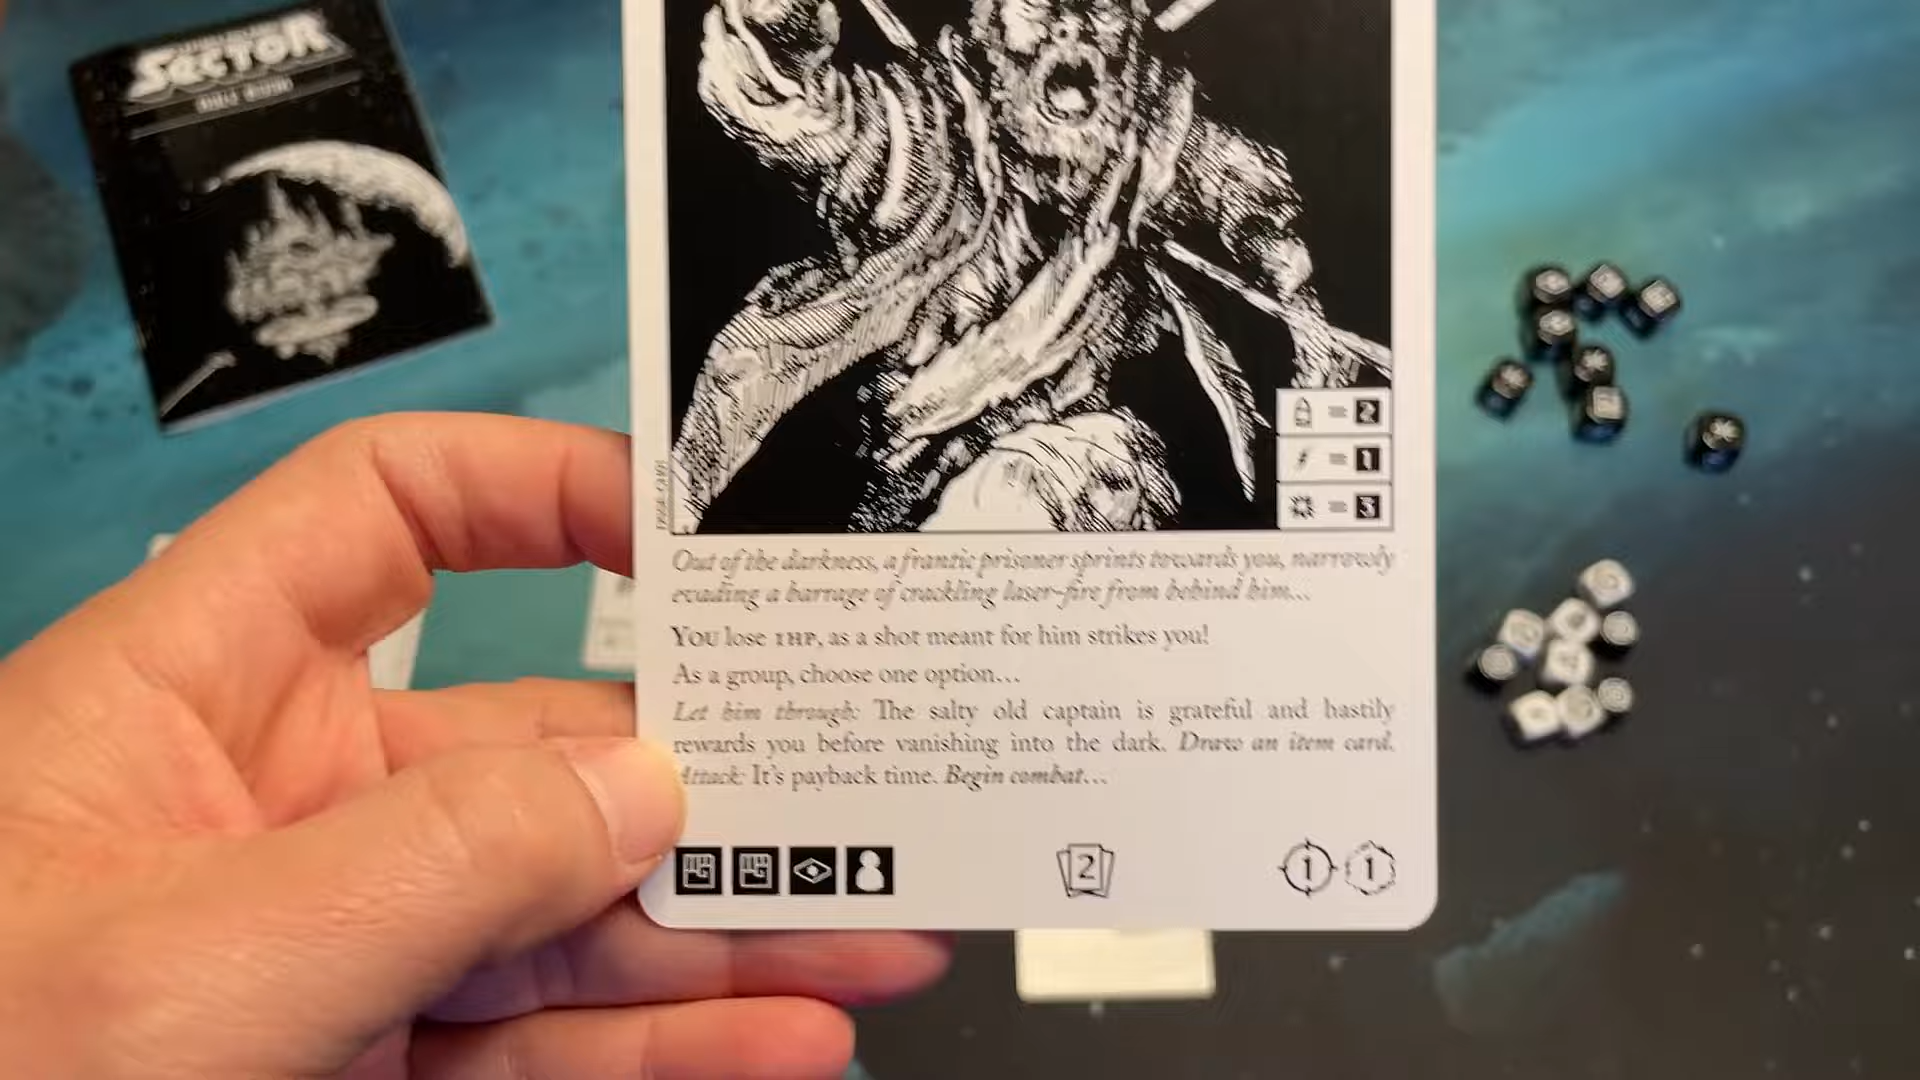 SECTOR
RULE BOOK
= 2
= 1
= 3
Out of the darkness, a frantic prisoner sprints towards you, narrowly
evading a barrage of crackling laser-fire from behind him...
YOU lose 1HP, as a shot meant for him strikes you!
As a group, choose one option...
Let him through: The salty old captain is grateful and hastily
rewards you before vanishing into the dark. Draw an item card.
Attack: It's payback time. Begin combat...
2
1 1